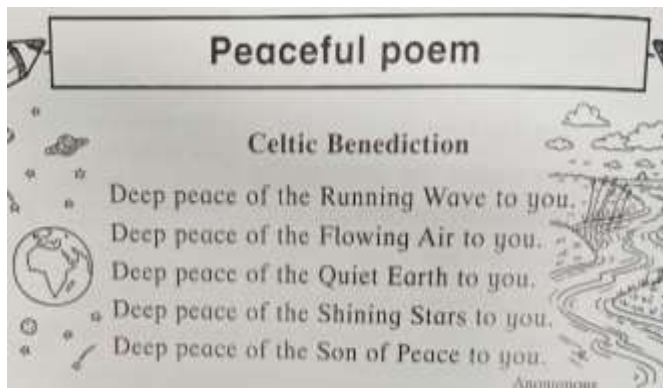 Peaceful poem
Celtic Benediction
Deep peace of the Running Wave to you.
Deep peace of the Flowing Air to you.
Deep peace of the Quiet Earth to you.
Deep peace of the Shining Stars to you.
Deep peace of the Son of Peace to you.
Anonymous